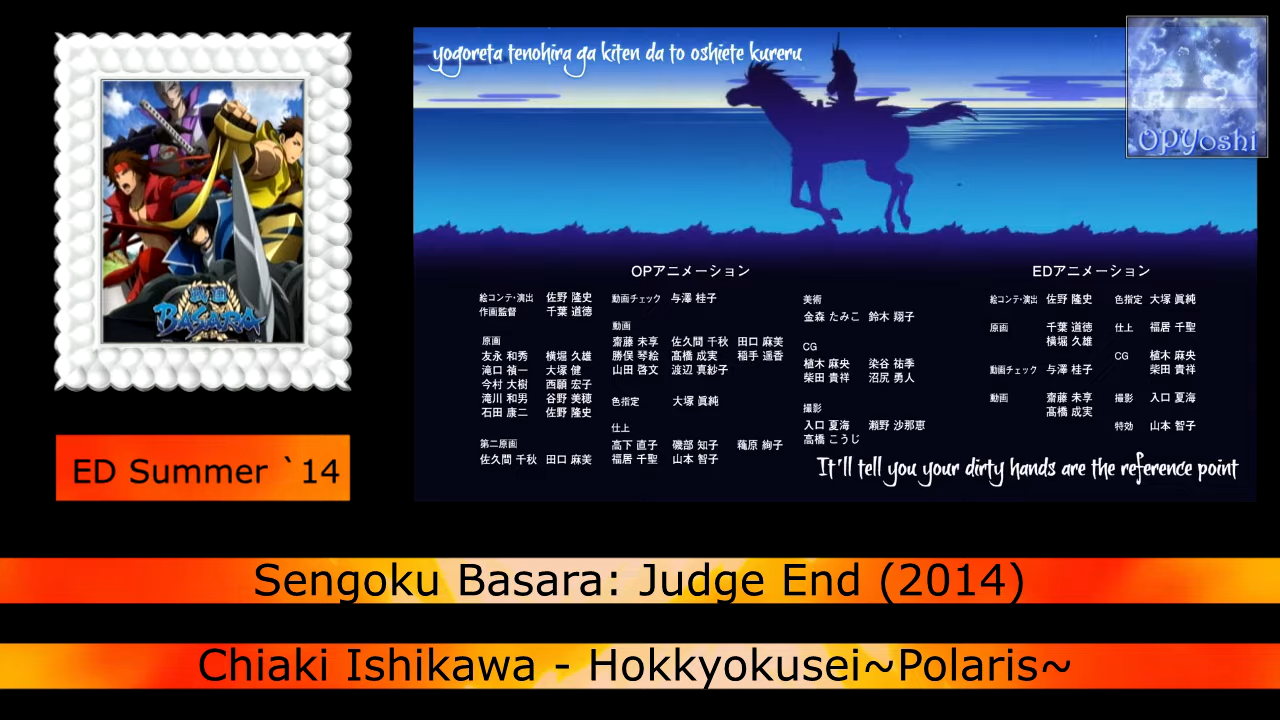 yogoreta tenohira ga kiten da to oshiete kureru
OPYoshi
戦国
BASARA
ED Summer `14
OPアニメーション
絵コンテ・演出 佐野 隆史
作画監督 千葉 道徳
原画
友永 和秀 横堀 久雄
滝口 禎一 大塚 健
今村 大樹 西願 宏子
滝川 和男 谷野 美穂
石田 康二 佐野 隆史
第二原画
佐久間 千秋 田口 麻美
動画チェック 与澤 桂子
動画
齋藤 未享 佐久間 千秋 田口 麻美
勝俣 琴絵 髙橋 成実 稲手 遥香
山田 啓文 渡辺 真紗子
色指定 大塚 眞純
仕上
高下 直子 磯部 知子 蘓原 絢子
福居 千聖 山本 智子
美術
金森 たみこ 鈴木 翔子
CG
植木 麻央 染谷 祐季
柴田 貴祥 沼尻 勇人
撮影
入口 夏海 瀬野 沙那恵
高橋 こうじ
EDアニメーション
絵コンテ・演出 佐野 隆史
原画 千葉 道徳
横堀 久雄
動画チェック 与澤 桂子
動画 齋藤 未享
髙橋 成実
色指定 大塚 眞純
仕上 福居 千聖
CG 植木 麻央
柴田 貴祥
撮影 入口 夏海
特効 山本 智子
It'll tell you your dirty hands are the reference point
Sengoku Basara: Judge End (2014)
Chiaki Ishikawa - Hokkyokusei~Polaris~